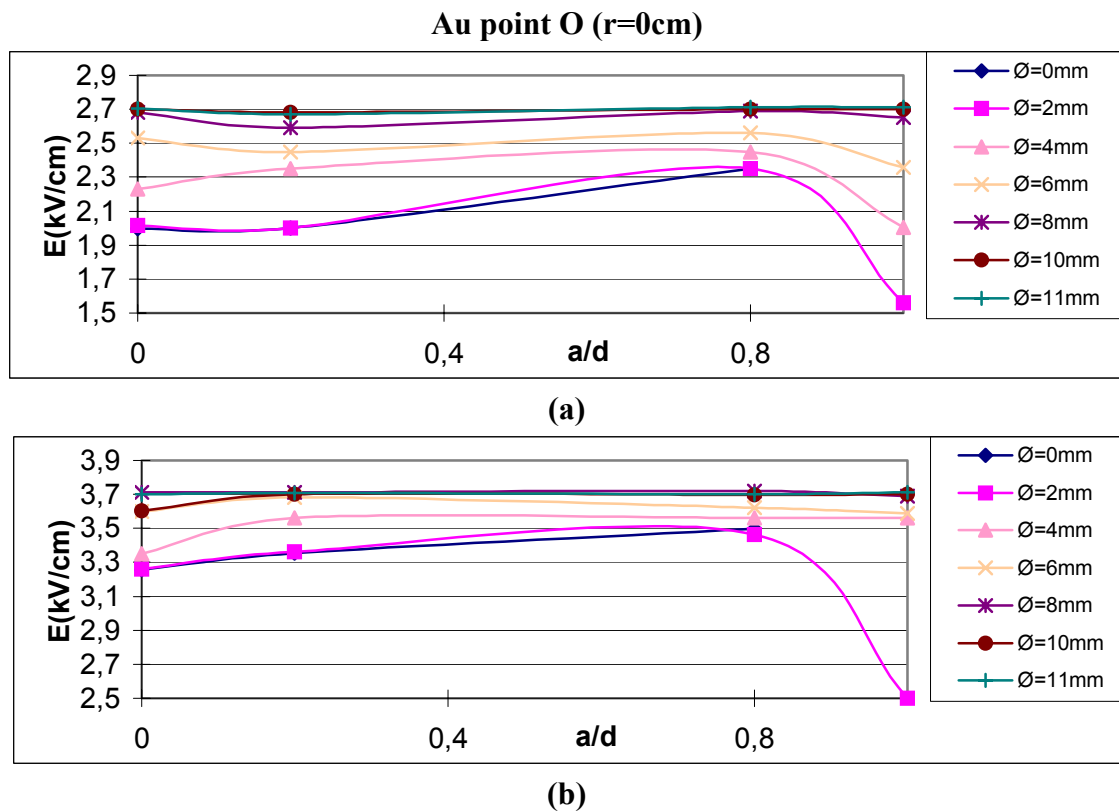 Au point O (r=0cm)
E(kV/cm)
2,9
2,7
2,5
2,3
2,1
1,9
1,7
1,5
0
0,4
0,8
a/d
Ø=0mm
Ø=2mm
Ø=4mm
Ø=6mm
Ø=8mm
Ø=10mm
Ø=11mm
(a)
E(kV/cm)
3,9
3,7
3,5
3,3
3,1
2,9
2,7
2,5
0
0,4
0,8
a/d
Ø=0mm
Ø=2mm
Ø=4mm
Ø=6mm
Ø=8mm
Ø=10mm
Ø=11mm
(b)